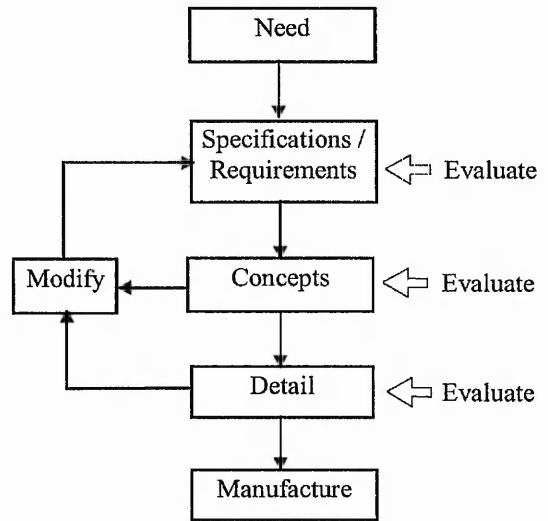 Need
Specifications /
Requirements
Evaluate
Modify
Concepts
Evaluate
Detail
Evaluate
Manufacture